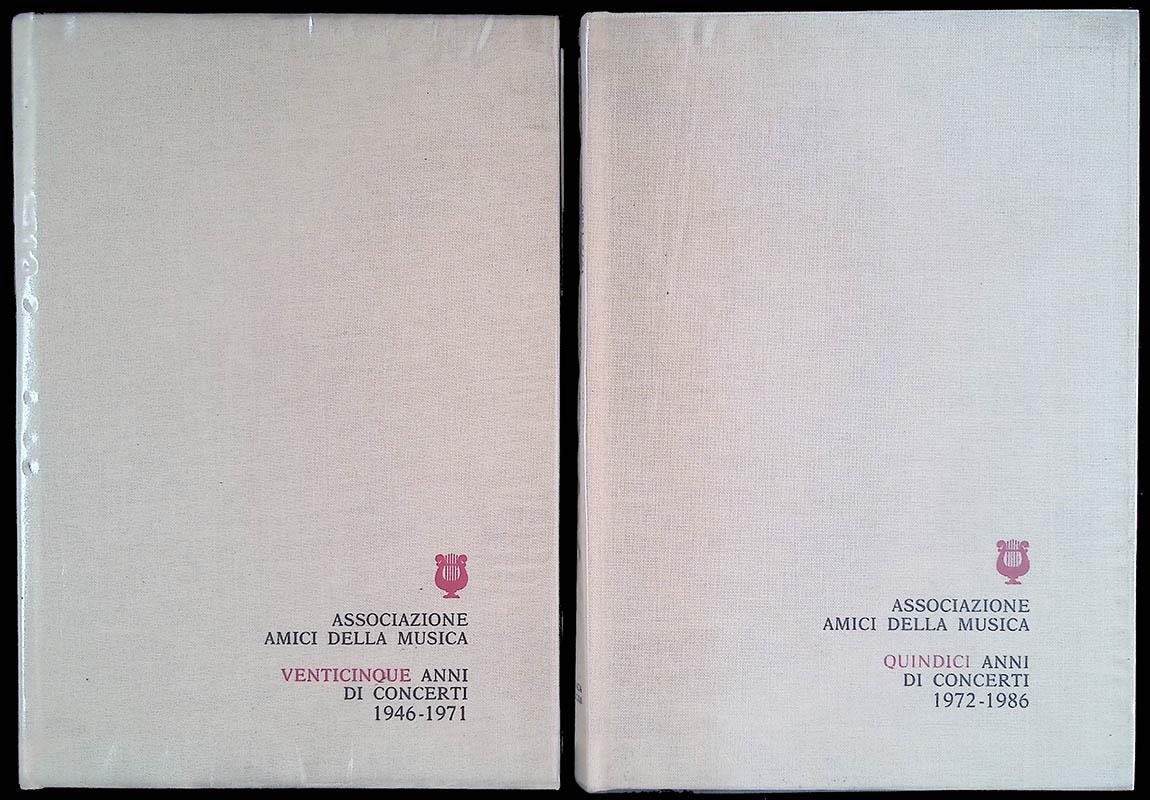 ASSOCIAZIONE
AMICI DELLA MUSICA
VENTICINQUE ANNI
DI CONCERTI
1946-1971
ASSOCIAZIONE
AMICI DELLA MUSICA
QUINDICI ANNI
DI CONCERTI
1972-1986